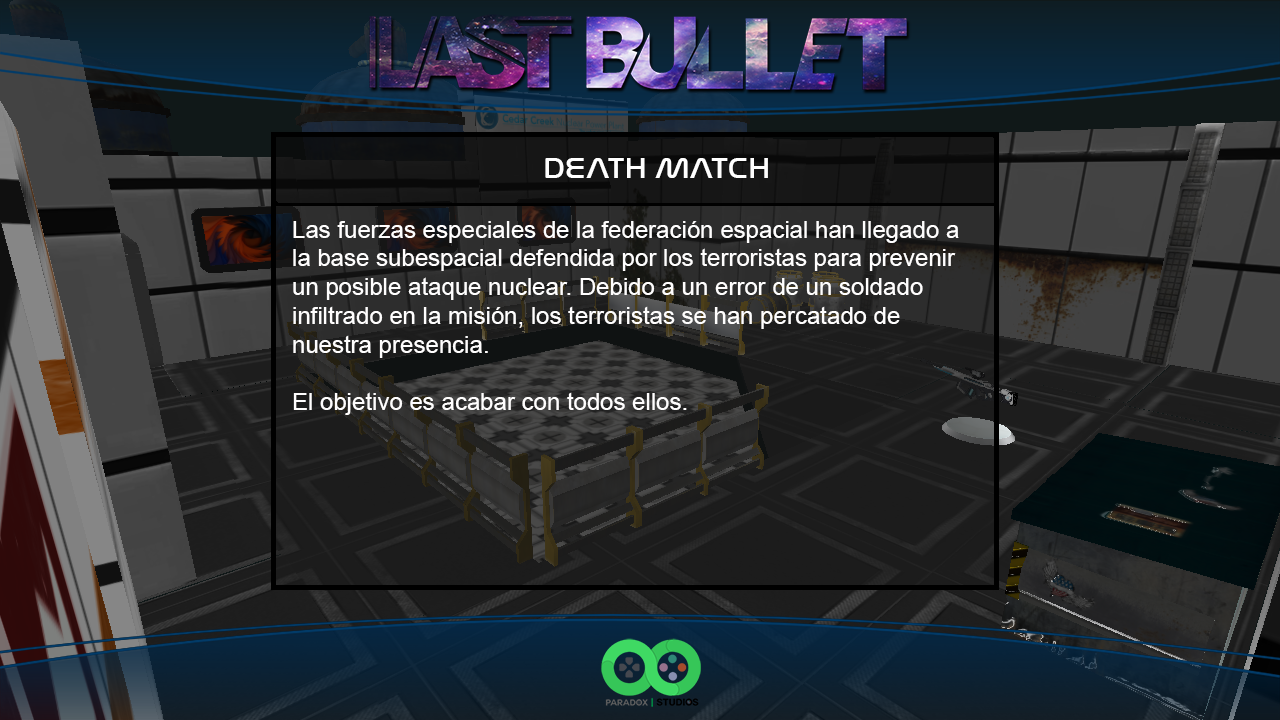 LAST BULLET
Cedar Creek
DEATH MATCH
Las fuerzas especiales de la federación espacial han llegado a
la base subespacial defendida por los terroristas para prevenir
un posible ataque nuclear. Debido a un error de un soldado
infiltrado en la misión, los terroristas se han percatado de
nuestra presencia.
El objetivo es acabar con todos ellos.
PARADOX | STUDIOS